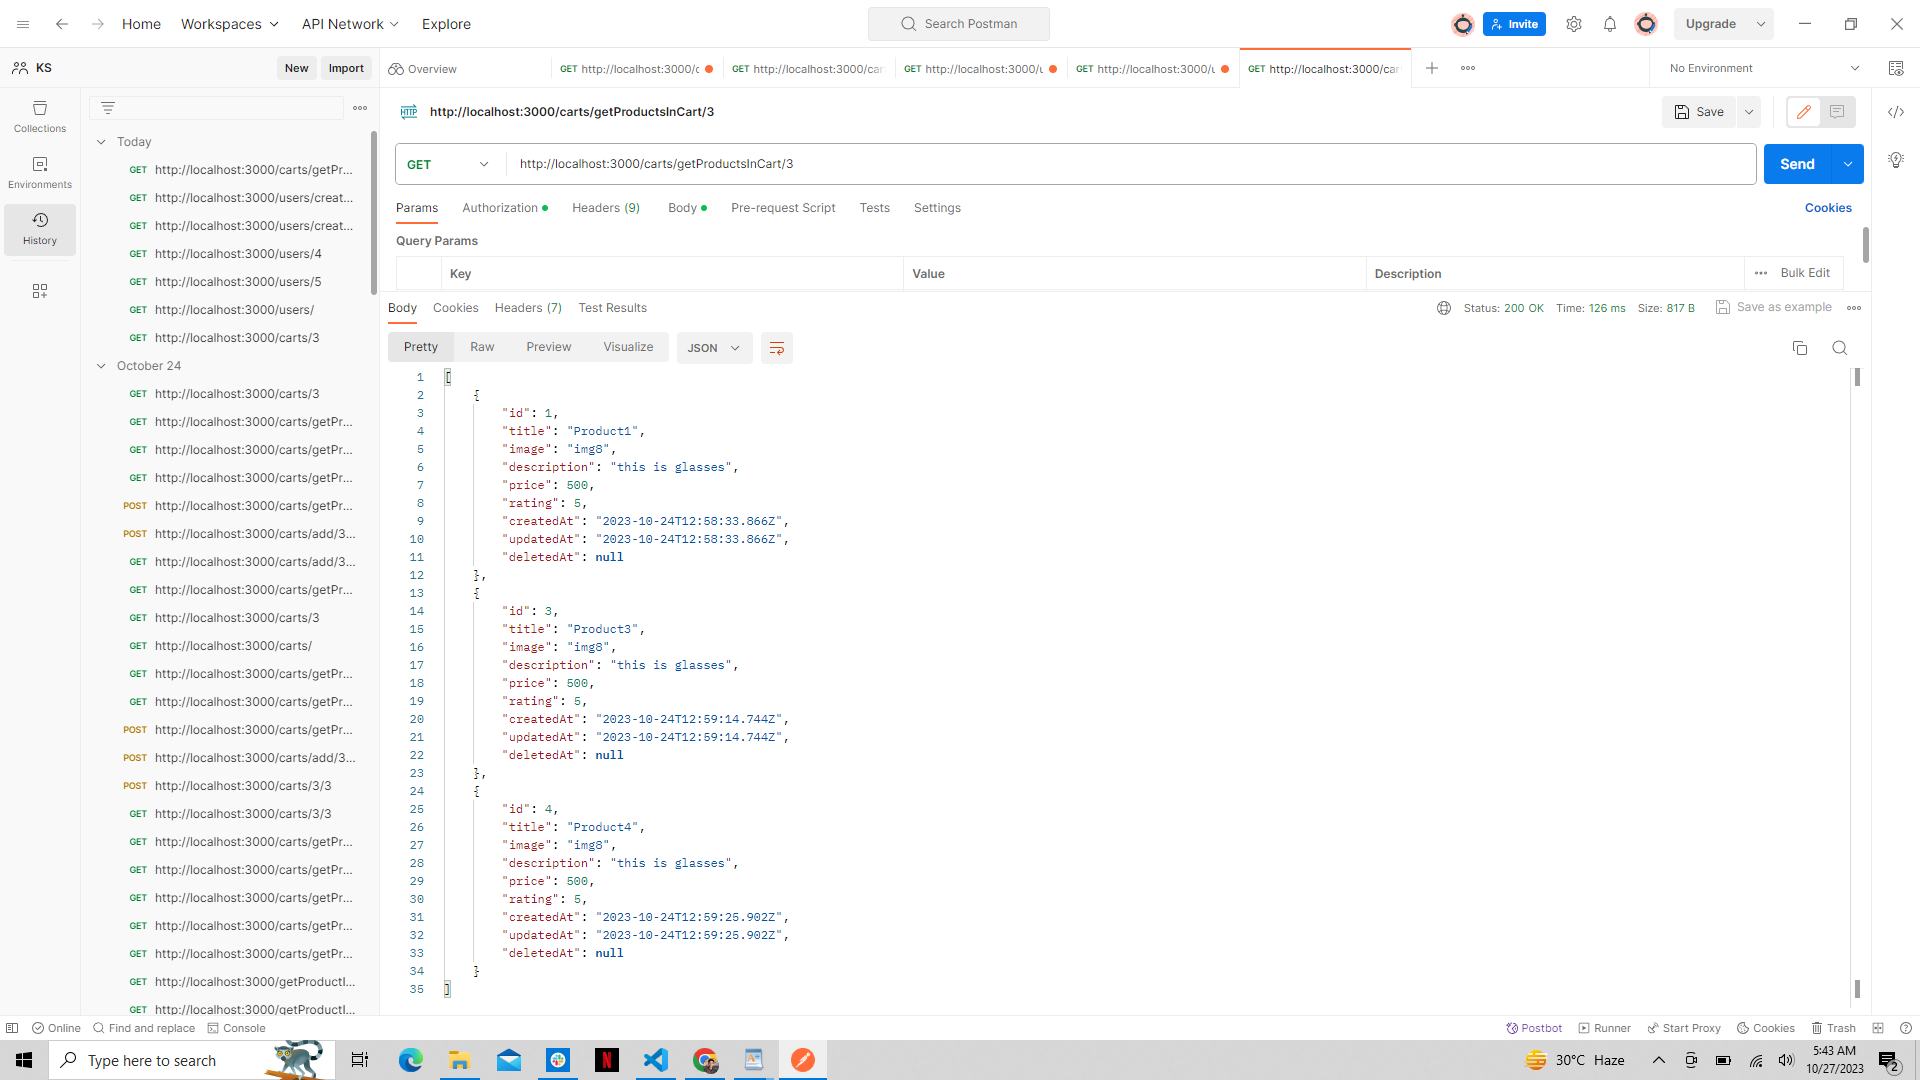 Home Workspaces API Network Explore Search Postman Invite Upgrade
KS New Import Overview GET http://localhost:3000/c GET http://localhost:3000/car GET http://localhost:3000/u GET http://localhost:3000/u GET http://localhost:3000/car No Environment
Collections
Environments
History
Today
GET http://localhost:3000/carts/getPr...
GET http://localhost:3000/users/creat...
GET http://localhost:3000/users/creat...
GET http://localhost:3000/users/4
GET http://localhost:3000/users/5
GET http://localhost:3000/users/
GET http://localhost:3000/carts/3
October 24
GET http://localhost:3000/carts/3
GET http://localhost:3000/carts/getPr...
GET http://localhost:3000/carts/getPr...
GET http://localhost:3000/carts/getPr...
POST http://localhost:3000/carts/getPr...
POST http://localhost:3000/carts/add/3...
GET http://localhost:3000/carts/add/3...
GET http://localhost:3000/carts/getPr...
GET http://localhost:3000/carts/3
GET http://localhost:3000/carts/
GET http://localhost:3000/carts/getPr...
GET http://localhost:3000/carts/getPr...
POST http://localhost:3000/carts/getPr...
POST http://localhost:3000/carts/add/3...
POST http://localhost:3000/carts/3/3
GET http://localhost:3000/carts/3/3
GET http://localhost:3000/carts/getPr...
GET http://localhost:3000/carts/getPr...
GET http://localhost:3000/carts/getPr...
GET http://localhost:3000/carts/getPr...
GET http://localhost:3000/carts/getPr...
GET http://localhost:3000/getProductI...
GET http://localhost:3000/getProductI...
HTTP http://localhost:3000/carts/getProductsInCart/3 Save
GET http://localhost:3000/carts/getProductsInCart/3 Send
Params Authorization Headers (9) Body Pre-request Script Tests Settings Cookies
Query Params
Key Value Description Bulk Edit
Body Cookies Headers (7) Test Results Status: 200 OK Time: 126 ms Size: 817 B Save as example
Pretty Raw Preview Visualize JSON
1 [
2 {
3 "id": 1,
4 "title": "Product1",
5 "image": "img8",
6 "description": "this is glasses",
7 "price": 500,
8 "rating": 5,
9 "createdAt": "2023-10-24T12:58:33.866Z",
10 "updatedAt": "2023-10-24T12:58:33.866Z",
11 "deletedAt": null
12 },
13 {
14 "id": 3,
15 "title": "Product3",
16 "image": "img8",
17 "description": "this is glasses",
18 "price": 500,
19 "rating": 5,
20 "createdAt": "2023-10-24T12:59:14.744Z",
21 "updatedAt": "2023-10-24T12:59:14.744Z",
22 "deletedAt": null
23 },
24 {
25 "id": 4,
26 "title": "Product4",
27 "image": "img8",
28 "description": "this is glasses",
29 "price": 500,
30 "rating": 5,
31 "createdAt": "2023-10-24T12:59:25.902Z",
32 "updatedAt": "2023-10-24T12:59:25.902Z",
33 "deletedAt": null
34 }
35 ]
Online Find and replace Console Postbot Runner Start Proxy Cookies Trash
Type here to search 30°C Haze 5:43 AM
10/27/2023 2